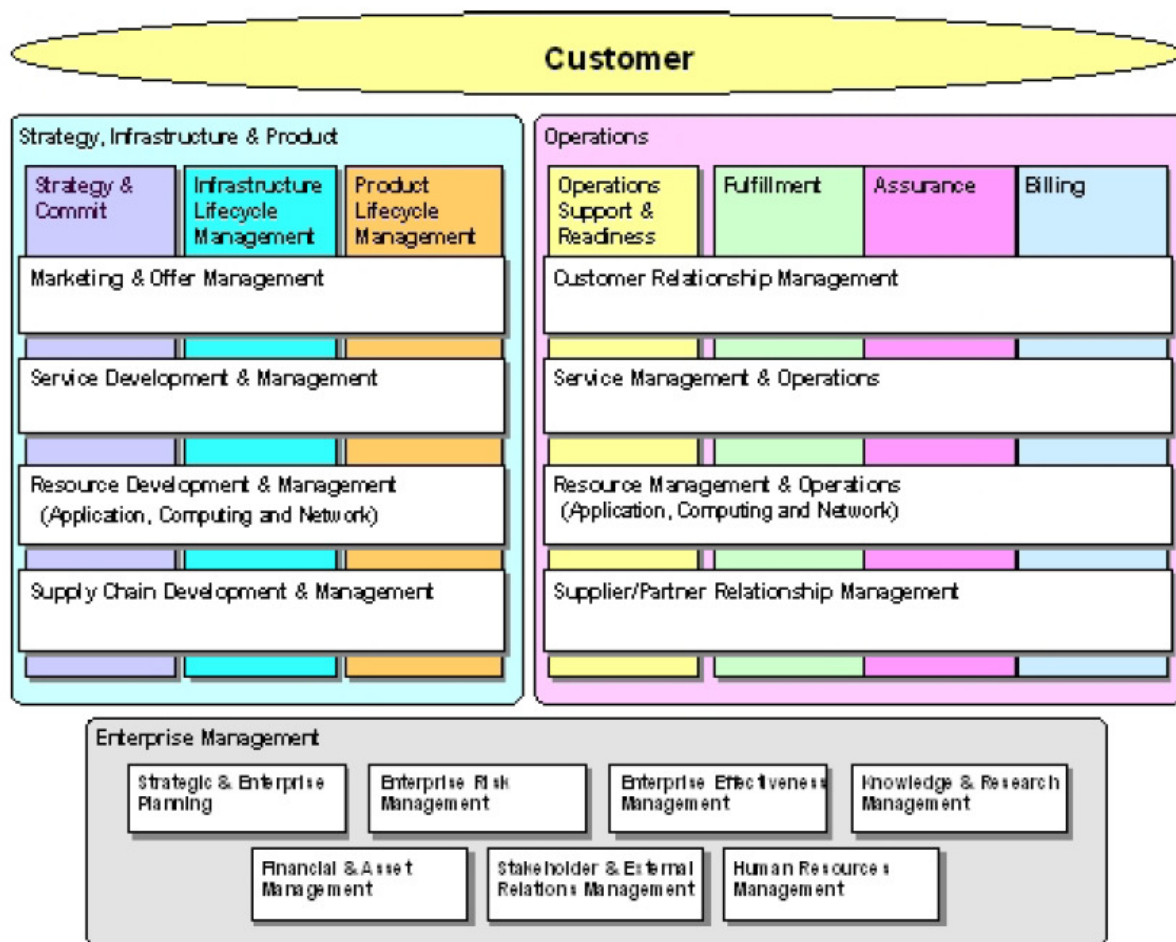 Customer
Strategy, Infrastructure & Product
Strategy &
Commit
Infrastructure
Lifecycle
Management
Product
Lifecycle
Management
Marketing & Offer Management
Service Development & Management
Resource Development & Management
(Application, Computing and Network)
Supply Chain Development & Management
Operations
Operations
Support &
Readiness
Fulfillment
Assurance
Billing
Customer Relationship Management
Service Management & Operations
Resource Management & Operations
(Application, Computing and Network)
Supplier/Partner Relationship Management
Enterprise Management
Strategic & Enterprise
Planning
Enterprise Risk
Management
Enterprise Effectiveness
Management
Knowledge & Research
Management
Financial & Asset
Management
Stakeholder & External
Relations Management
Human Resources
Management